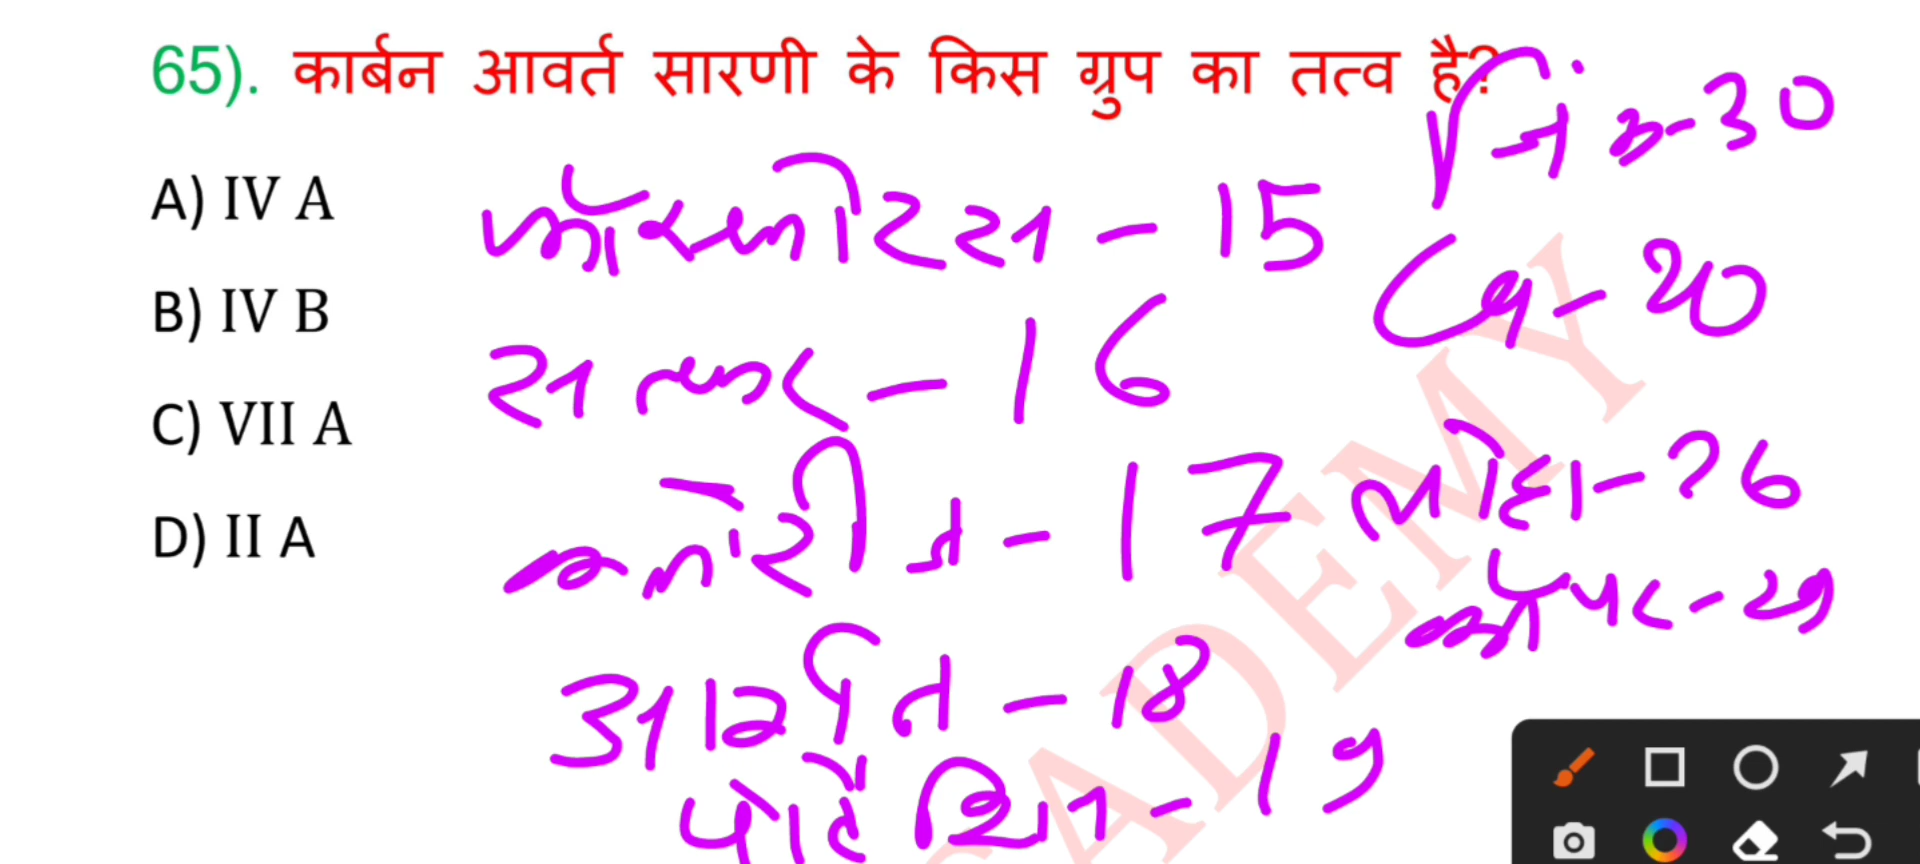 65). कार्बन आवर्त सारणी के किस ग्रुप का तत्व है?
A) IV A
B) IV B
C) VII A
D) II A
फॉस्फोरस - 15
सल्फर - 16
क्लोरीन - 17
आर्गन - 18
पोटैशियम - 19
जिंक - 30
Ca - 20
लोहा - 26
कॉपर - 29
ADEMY